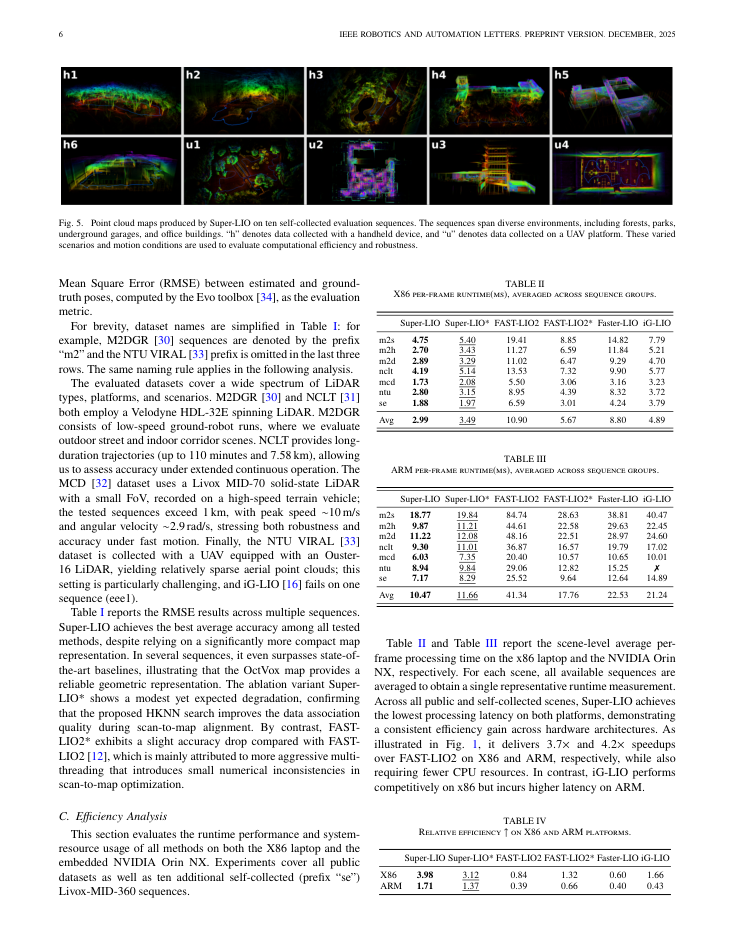 6
IEEE ROBOTICS AND AUTOMATION LETTERS. PREPRINT VERSION. DECEMBER, 2025
h1 h2 h3 h4 h5
h6 u1 u2 u3 u4
Fig. 5. Point cloud maps produced by Super-LIO on ten self-collected evaluation sequences. The sequences span diverse environments, including forests, parks,
underground garages, and office buildings. “h” denotes data collected with a handheld device, and “u” denotes data collected on a UAV platform. These varied
scenarios and motion conditions are used to evaluate computational efficiency and robustness.
Mean Square Error (RMSE) between estimated and ground-
truth poses, computed by the Evo toolbox [34], as the evaluation
metric.
For brevity, dataset names are simplified in Table I: for
example, M2DGR [30] sequences are denoted by the prefix
“m2” and the NTU VIRAL [33] prefix is omitted in the last three
rows. The same naming rule applies in the following analysis.
The evaluated datasets cover a wide spectrum of LiDAR
types, platforms, and scenarios. M2DGR [30] and NCLT [31]
both employ a Velodyne HDL-32E spinning LiDAR. M2DGR
consists of low-speed ground-robot runs, where we evaluate
outdoor street and indoor corridor scenes. NCLT provides long-
duration trajectories (up to 110 minutes and 7.58 km), allowing
us to assess accuracy under extended continuous operation. The
MCD [32] dataset uses a Livox MID-70 solid-state LiDAR
with a small FoV, recorded on a high-speed terrain vehicle;
the tested sequences exceed 1 km, with peak speed ~10 m/s
and angular velocity ~2.9 rad/s, stressing both robustness and
accuracy under fast motion. Finally, the NTU VIRAL [33]
dataset is collected with a UAV equipped with an Ouster-
16 LiDAR, yielding relatively sparse aerial point clouds; this
setting is particularly challenging, and iG-LIO [16] fails on one
sequence (eee1).
Table I reports the RMSE results across multiple sequences.
Super-LIO achieves the best average accuracy among all tested
methods, despite relying on a significantly more compact map
representation. In several sequences, it even surpasses state-of-
the-art baselines, illustrating that the OctVox map provides a
reliable geometric representation. The ablation variant Super-
LIO* shows a modest yet expected degradation, confirming
that the proposed HKNN search improves the data association
quality during scan-to-map alignment. By contrast, FAST-
LIO2* exhibits a slight accuracy drop compared with FAST-
LIO2 [12], which is mainly attributed to more aggressive multi-
threading that introduces small numerical inconsistencies in
scan-to-map optimization.
C. Efficiency Analysis
This section evaluates the runtime performance and system-
resource usage of all methods on both the X86 laptop and the
embedded NVIDIA Orin NX. Experiments cover all public
datasets as well as ten additional self-collected (prefix “se”)
Livox-MID-360 sequences.
TABLE II
X86 PER-FRAME RUNTIME(MS), AVERAGED ACROSS SEQUENCE GROUPS.
Super-LIO Super-LIO* FAST-LIO2 FAST-LIO2* Faster-LIO iG-LIO
m2s 4.75 5.40 19.41 8.85 14.82 7.79
m2h 2.70 3.43 11.27 6.59 11.84 5.21
m2d 2.89 3.29 11.02 6.47 9.29 4.70
nclt 4.19 5.14 13.53 7.32 9.90 5.77
mcd 1.73 2.08 5.50 3.06 3.16 3.23
ntu 2.80 3.15 8.95 4.39 8.32 3.72
se 1.88 1.97 6.59 3.01 4.24 3.79
Avg 2.99 3.49 10.90 5.67 8.80 4.89
TABLE III
ARM PER-FRAME RUNTIME(MS), AVERAGED ACROSS SEQUENCE GROUPS.
Super-LIO Super-LIO* FAST-LIO2 FAST-LIO2* Faster-LIO iG-LIO
m2s 18.77 19.84 84.74 28.63 38.81 40.47
m2h 9.87 11.21 44.61 22.58 29.63 22.45
m2d 11.22 12.08 48.16 22.51 28.97 24.60
nclt 9.30 11.01 36.87 16.57 19.79 17.02
mcd 6.03 7.35 20.40 10.57 10.65 10.01
ntu 8.94 9.84 29.06 12.82 15.25 ✗
se 7.17 8.29 25.52 9.64 12.64 14.89
Avg 10.47 11.66 41.34 17.76 22.53 21.24
Table II and Table III report the scene-level average per-
frame processing time on the x86 laptop and the NVIDIA Orin
NX, respectively. For each scene, all available sequences are
averaged to obtain a single representative runtime measurement.
Across all public and self-collected scenes, Super-LIO achieves
the lowest processing latency on both platforms, demonstrating
a consistent efficiency gain across hardware architectures. As
illustrated in Fig. 1, it delivers 3.7× and 4.2× speedups
over FAST-LIO2 on X86 and ARM, respectively, while also
requiring fewer CPU resources. In contrast, iG-LIO performs
competitively on x86 but incurs higher latency on ARM.
TABLE IV
RELATIVE EFFICIENCY ↑ ON X86 AND ARM PLATFORMS.
Super-LIO Super-LIO* FAST-LIO2 FAST-LIO2* Faster-LIO iG-LIO
X86 3.98 3.12 0.84 1.32 0.60 1.66
ARM 1.71 1.37 0.39 0.66 0.40 0.43